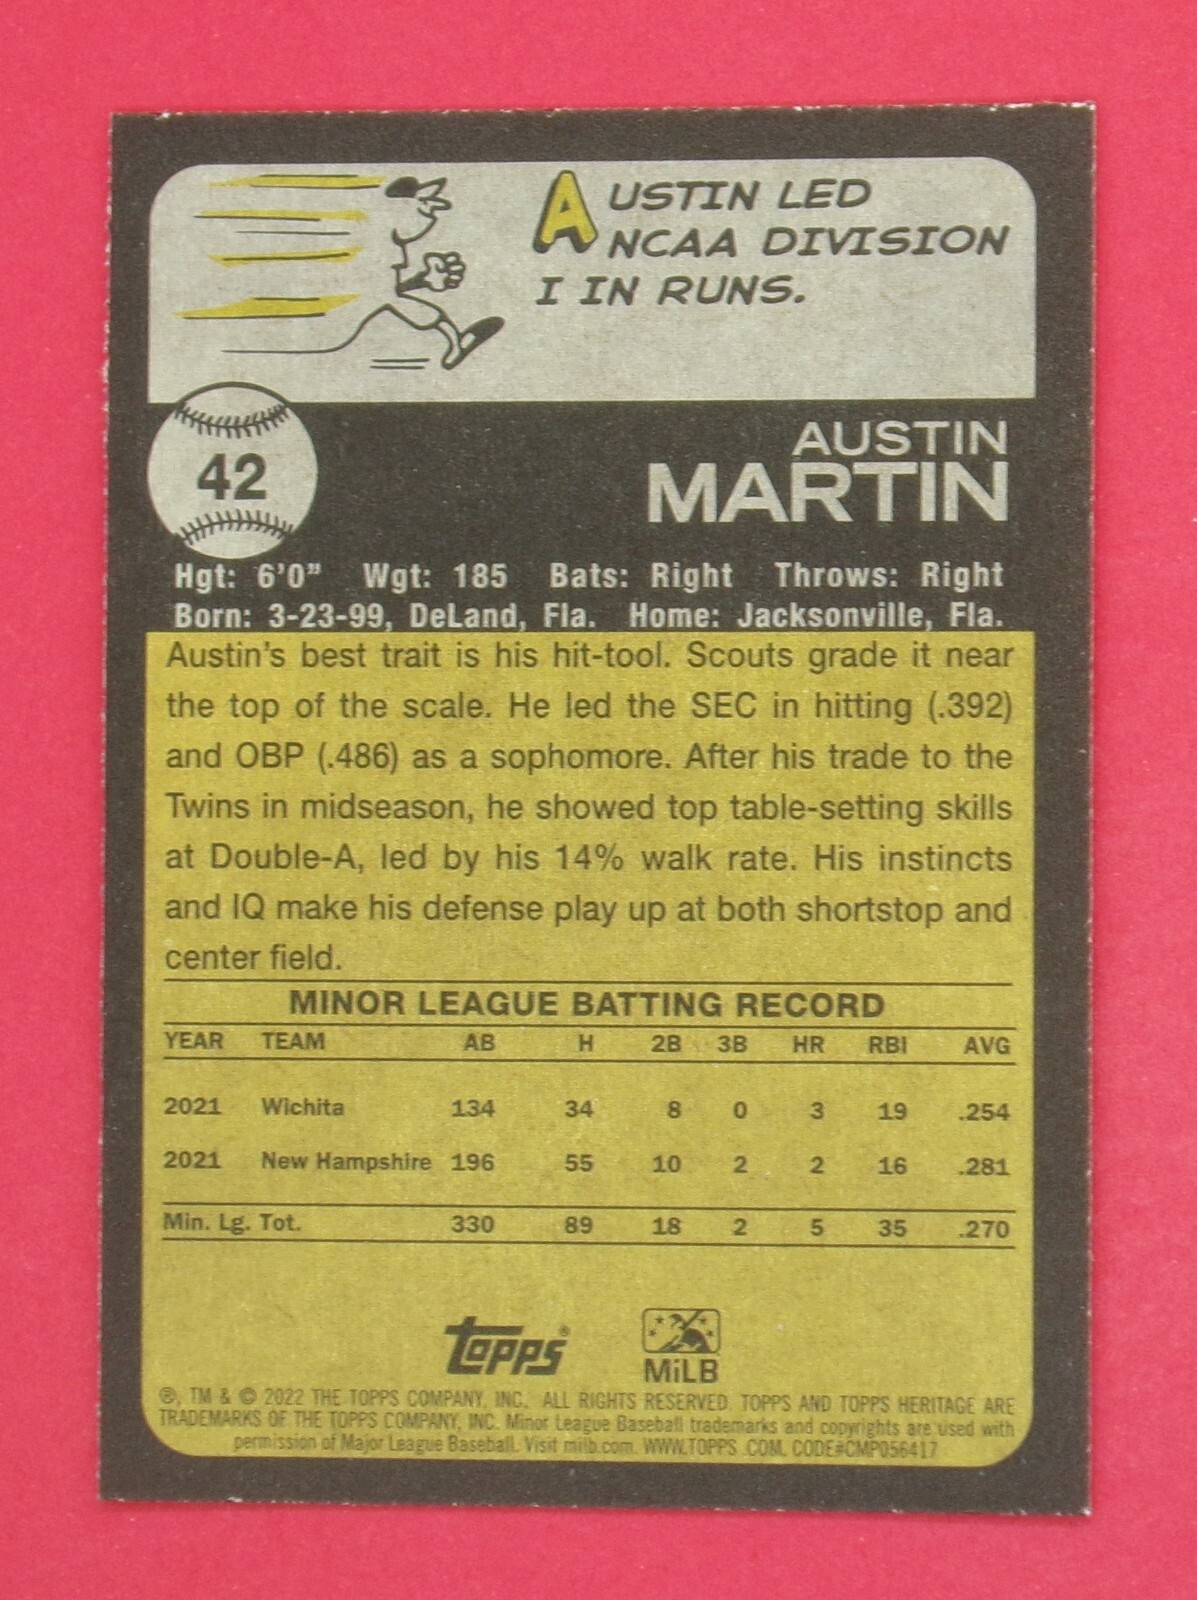 AUSTIN LED
NCAA DIVISION
I IN RUNS.
42
AUSTIN
MARTIN
Hgt: 6'0" Wgt: 185 Bats: Right Throws: Right
Born: 3-23-99, DeLand, Fla. Home: Jacksonville, Fla.
Austin's best trait is his hit-tool. Scouts grade it near
the top of the scale. He led the SEC in hitting (.392)
and OBP (.486) as a sophomore. After his trade to the
Twins in midseason, he showed top table-setting skills
at Double-A, led by his 14% walk rate. His instincts
and IQ make his defense play up at both shortstop and
center field.
MINOR LEAGUE BATTING RECORD
YEAR TEAM AB H 2B 3B HR RBI AVG
2021 Wichita 134 34 8 0 3 19 .254
2021 New Hampshire 196 55 10 2 2 16 .281
Min. Lg. Tot. 330 89 18 2 5 35 .270
Topps®
MiLB
®, TM & © 2022 THE TOPPS COMPANY, INC. ALL RIGHTS RESERVED. TOPPS AND TOPPS HERITAGE ARE
TRADEMARKS OF THE TOPPS COMPANY, INC. Minor League Baseball trademarks and copyrights are used with
permission of Major League Baseball. Visit milb.com. WWW.TOPPS.COM. CODE#CMP056417